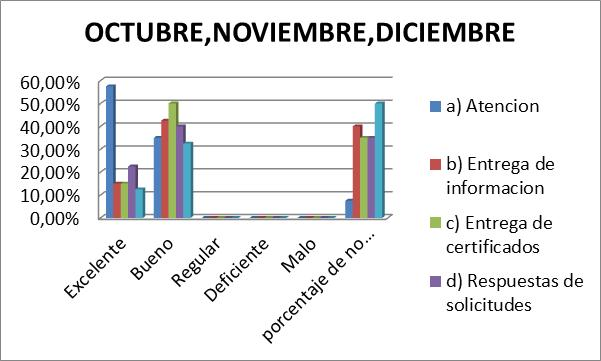 OCTUBRE,NOVIEMBRE,DICIEMBRE
60,00%
50,00%
40,00%
30,00%
20,00%
10,00%
0,00%
Excelente
Bueno
Regular
Deficiente
Malo
porcentaje de no...
a) Atencion
b) Entrega de
informacion
c) Entrega de
certificados
d) Respuestas de
solicitudes